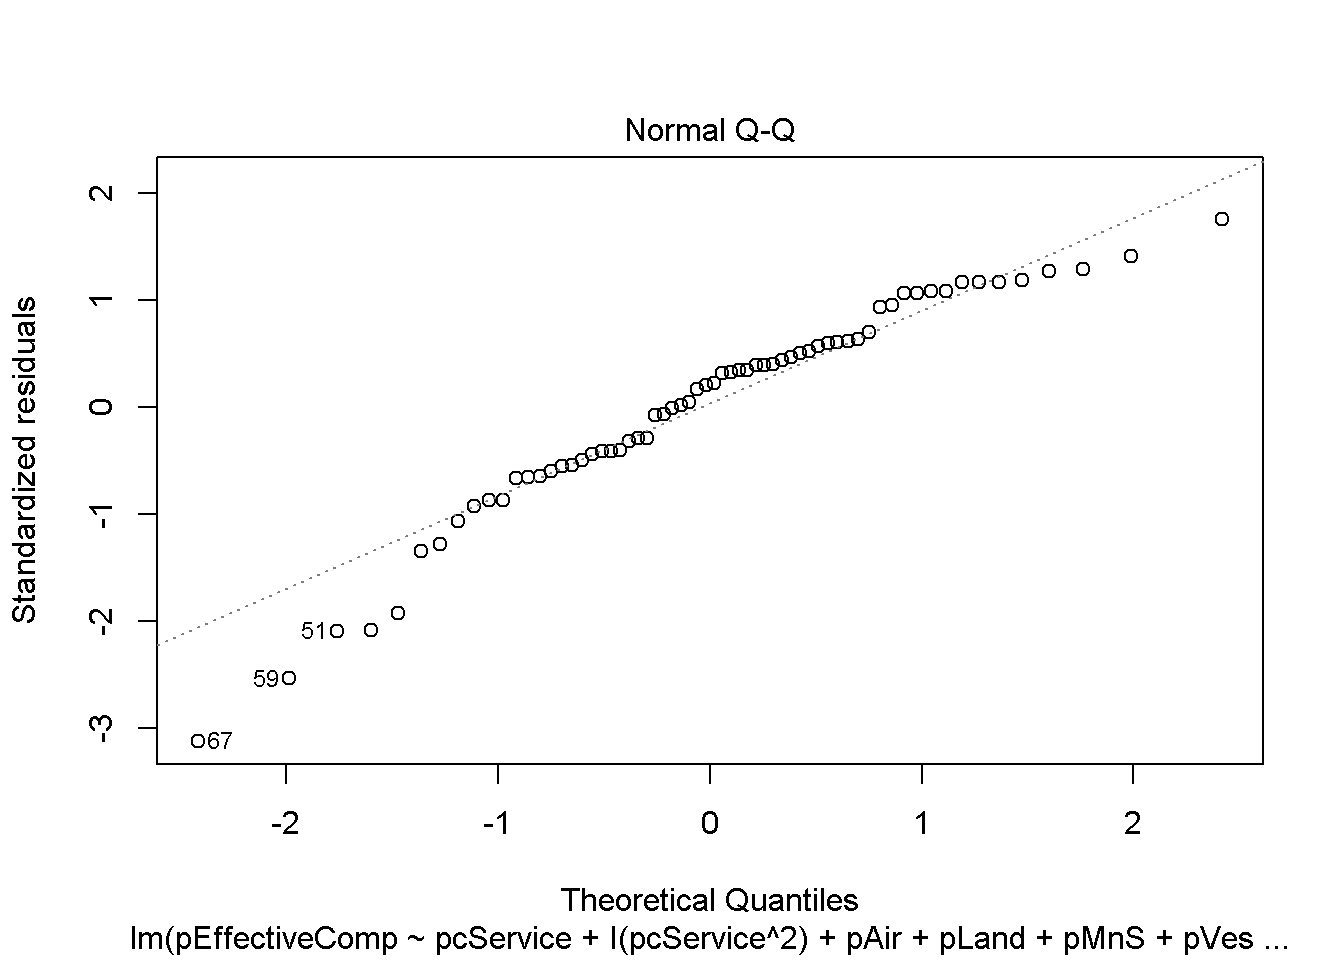 Normal Q-Q
2
1
0
-1
-2
-3
Standardized residuals
51
59
67
-2 -1 0 1 2
Theoretical Quantiles
lm(pEffectiveComp ~ pcService + I(pcService^2) + pAir + pLand + pMnS + pVes ...